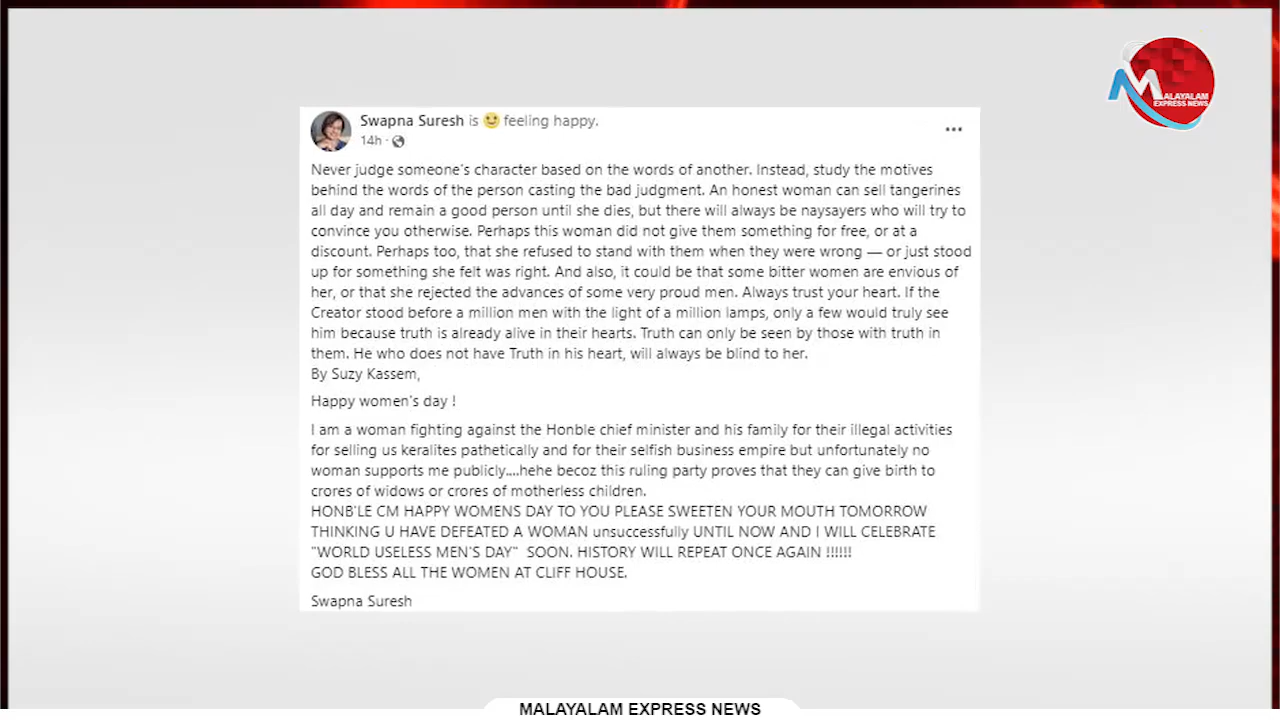 MALAYALAM
EXPRESS NEWS
Swapna Suresh is feeling happy.
14h ·
Never judge someone's character based on the words of another. Instead, study the motives
behind the words of the person casting the bad judgment. An honest woman can sell tangerines
all day and remain a good person until she dies, but there will always be naysayers who will try to
convince you otherwise. Perhaps this woman did not give them something for free, or at a
discount. Perhaps too, that she refused to stand with them when they were wrong — or just stood
up for something she felt was right. And also, it could be that some bitter women are envious of
her, or that she rejected the advances of some very proud men. Always trust your heart. If the
Creator stood before a million men with the light of a million lamps, only a few would truly see
him because truth is already alive in their hearts. Truth can only be seen by those with truth in
them. He who does not have Truth in his heart, will always be blind to her.
By Suzy Kassem,
Happy women's day !
I am a woman fighting against the Honble chief minister and his family for their illegal activities
for selling us keralites pathetically and for their selfish business empire but unfortunately no
woman supports me publicly....hehe becoz this ruling party proves that they can give birth to
crores of widows or crores of motherless children.
HONB'LE CM HAPPY WOMENS DAY TO YOU PLEASE SWEETEN YOUR MOUTH TOMORROW
THINKING U HAVE DEFEATED A WOMAN unsuccessfully UNTIL NOW AND I WILL CELEBRATE
"WORLD USELESS MEN'S DAY" SOON. HISTORY WILL REPEAT ONCE AGAIN !!!!!!
GOD BLESS ALL THE WOMEN AT CLIFF HOUSE.
Swapna Suresh
MALAYALAM EXPRESS NEWS